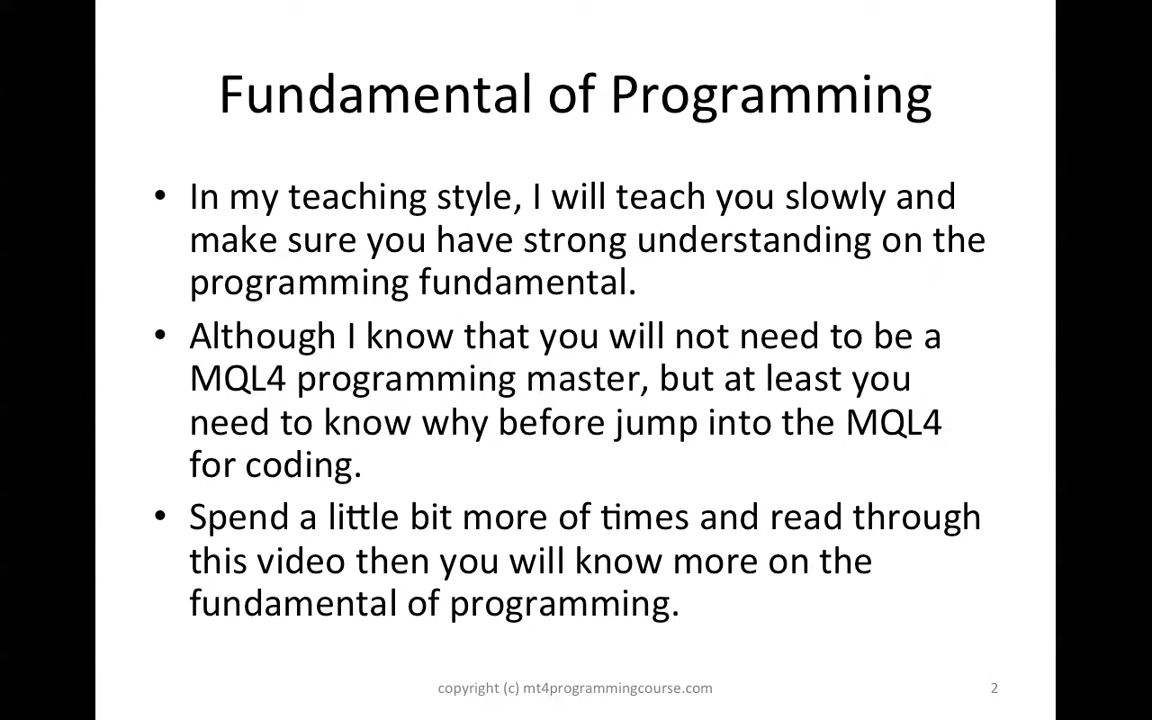 Fundamental of Programming
• In my teaching style, I will teach you slowly and
make sure you have strong understanding on the
programming fundamental.
• Although I know that you will not need to be a
MQL4 programming master, but at least you
need to know why before jump into the MQL4
for coding.
• Spend a little bit more of times and read through
this video then you will know more on the
fundamental of programming.
copyright (c) mt4programmingcourse.com
2